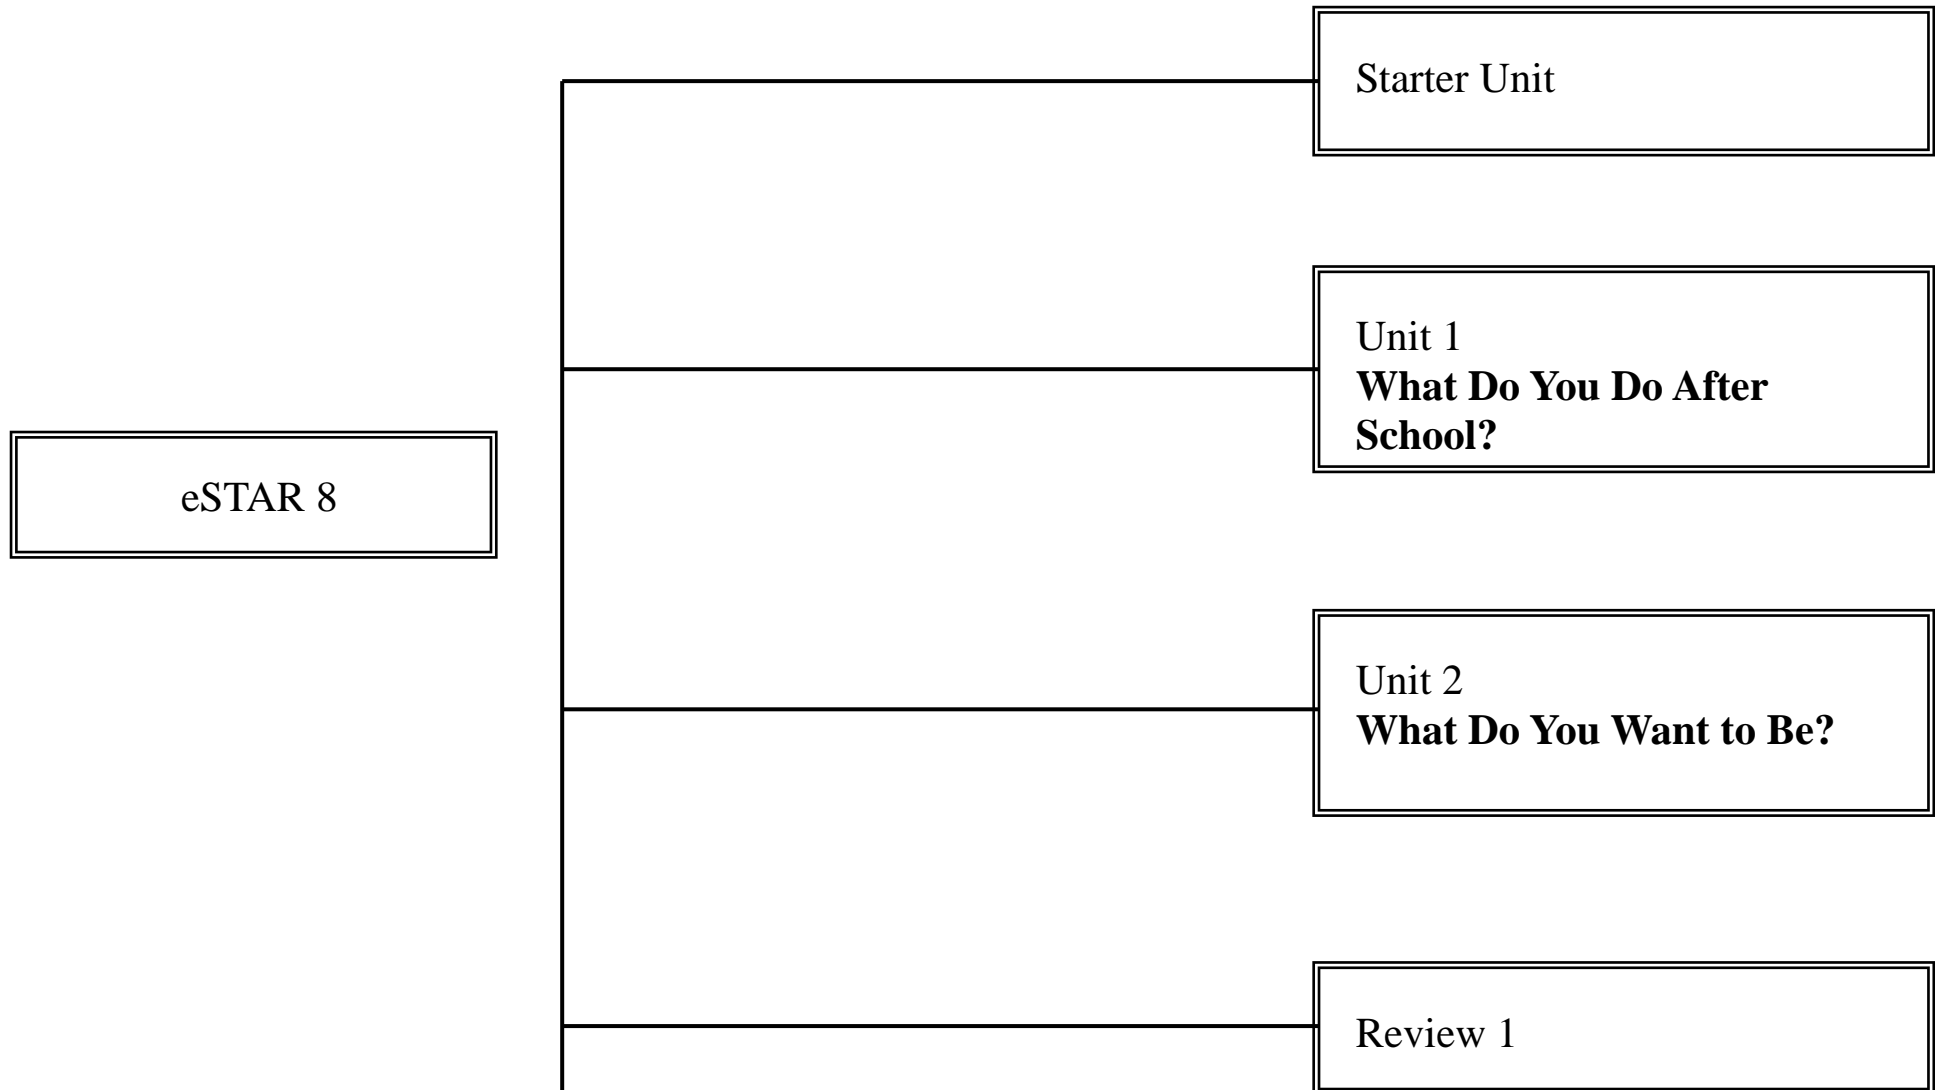 Starter Unit
Unit 1
What Do You Do After
School?
eSTAR 8
Unit 2
What Do You Want to Be?
Review 1